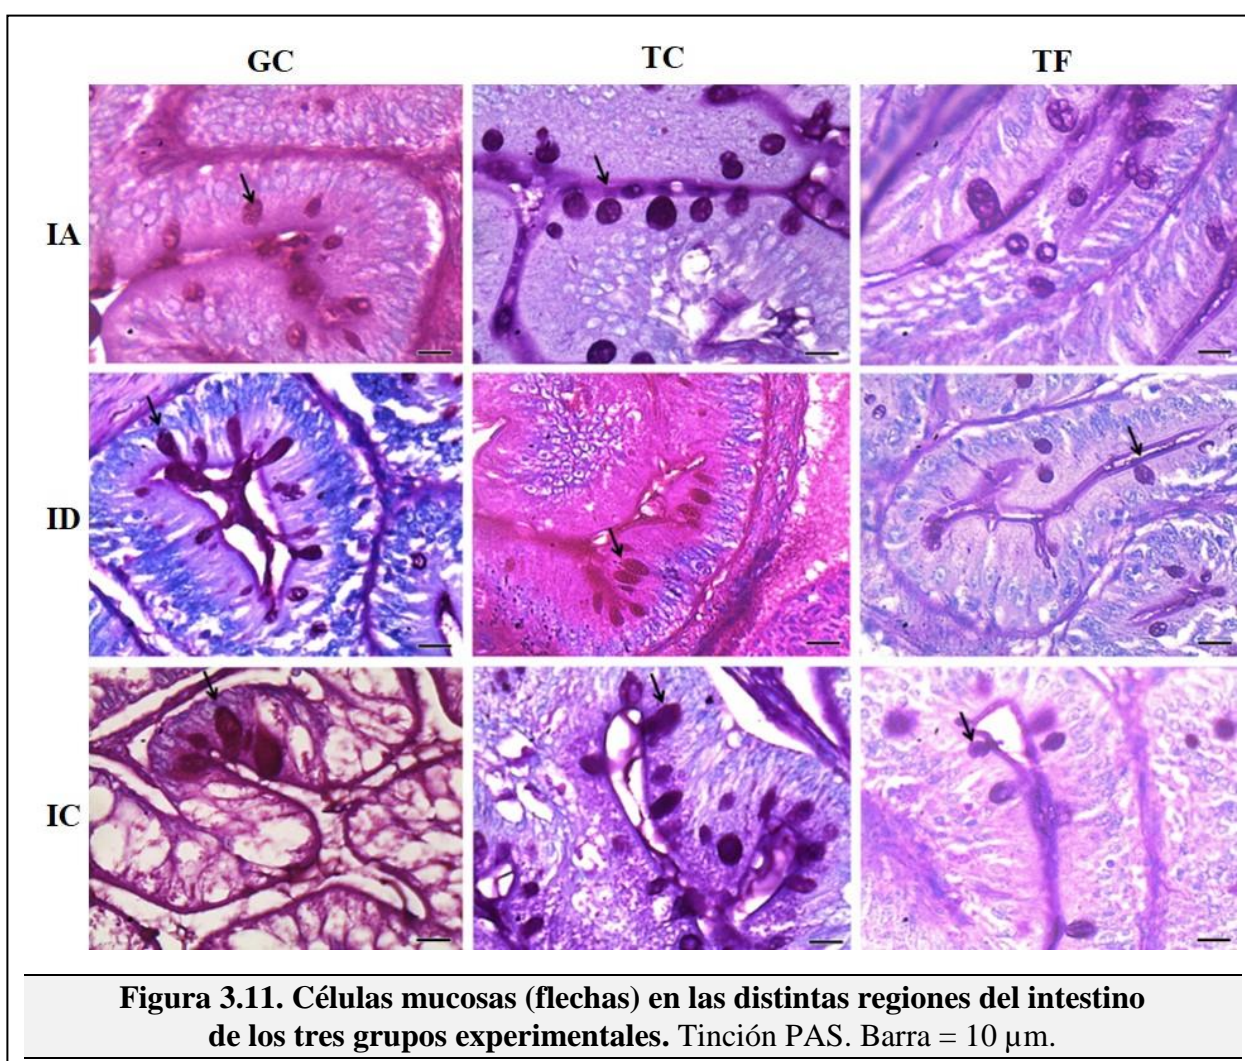 GC TC TF
IA
ID
IC
Figura 3.11. Células mucosas (flechas) en las distintas regiones del intestino
de los tres grupos experimentales. Tinción PAS. Barra = 10 µm.